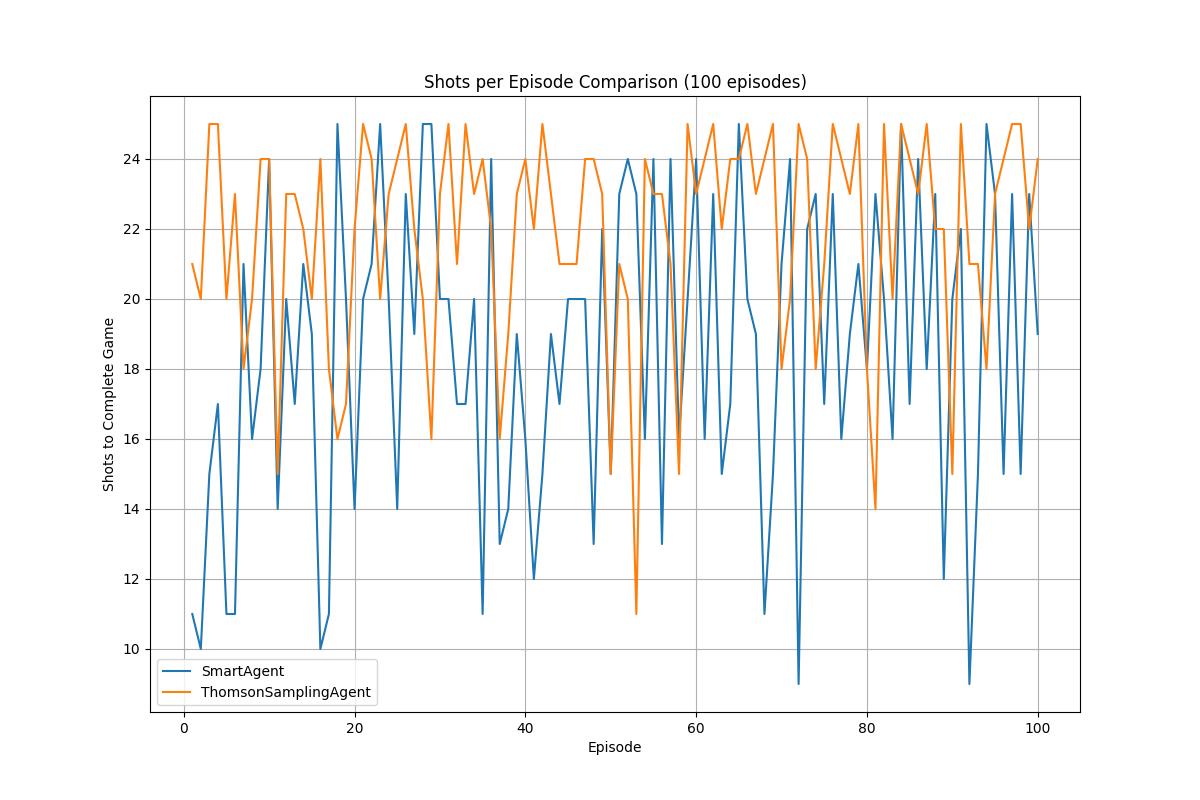 Shots per Episode Comparison (100 episodes)
Shots to Complete Game
24
22
20
18
16
14
12
10
SmartAgent
ThomsonSamplingAgent
0 20 40 60 80 100
Episode